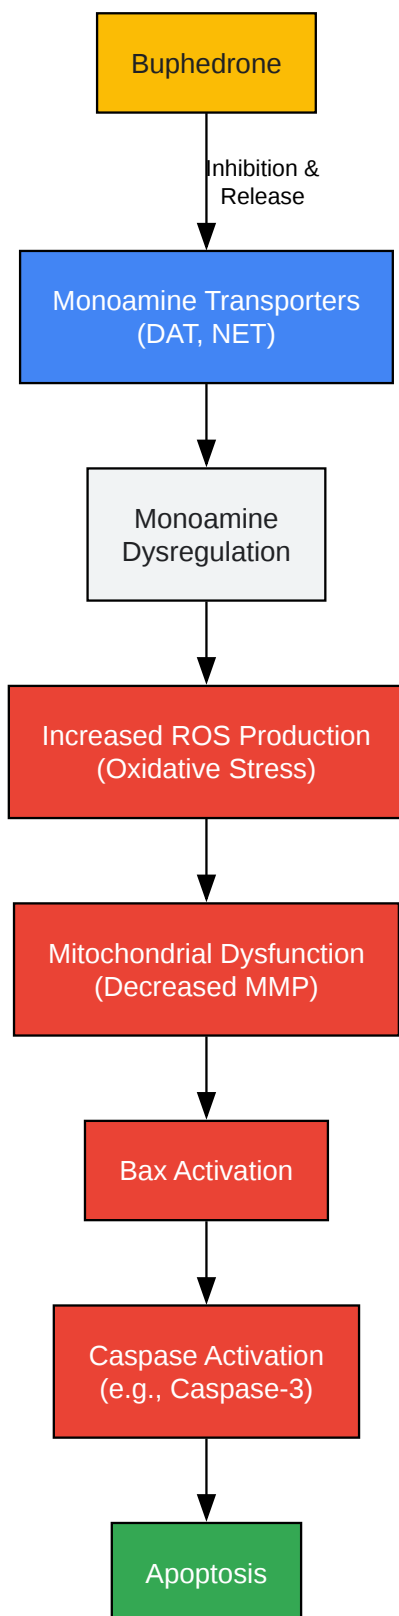 Buphedrone
Inhibition &
Release
Monoamine Transporters
(DAT, NET)
Monoamine
Dysregulation
Increased ROS Production
(Oxidative Stress)
Mitochondrial Dysfunction
(Decreased MMP)
Bax Activation
Caspase Activation
(e.g., Caspase-3)
Apoptosis